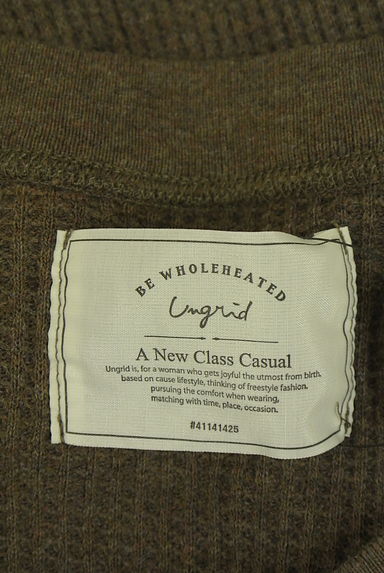 BE WHOLEHEATED
Ungrid
A New Class Casual
Ungrid is, for a woman who gets joyful the utmost from birth.
based on cause lifestyle, thinking of freestyle fashion.
pursuing the comfort when wearing,
matching with time, place, occasion.
#41141425